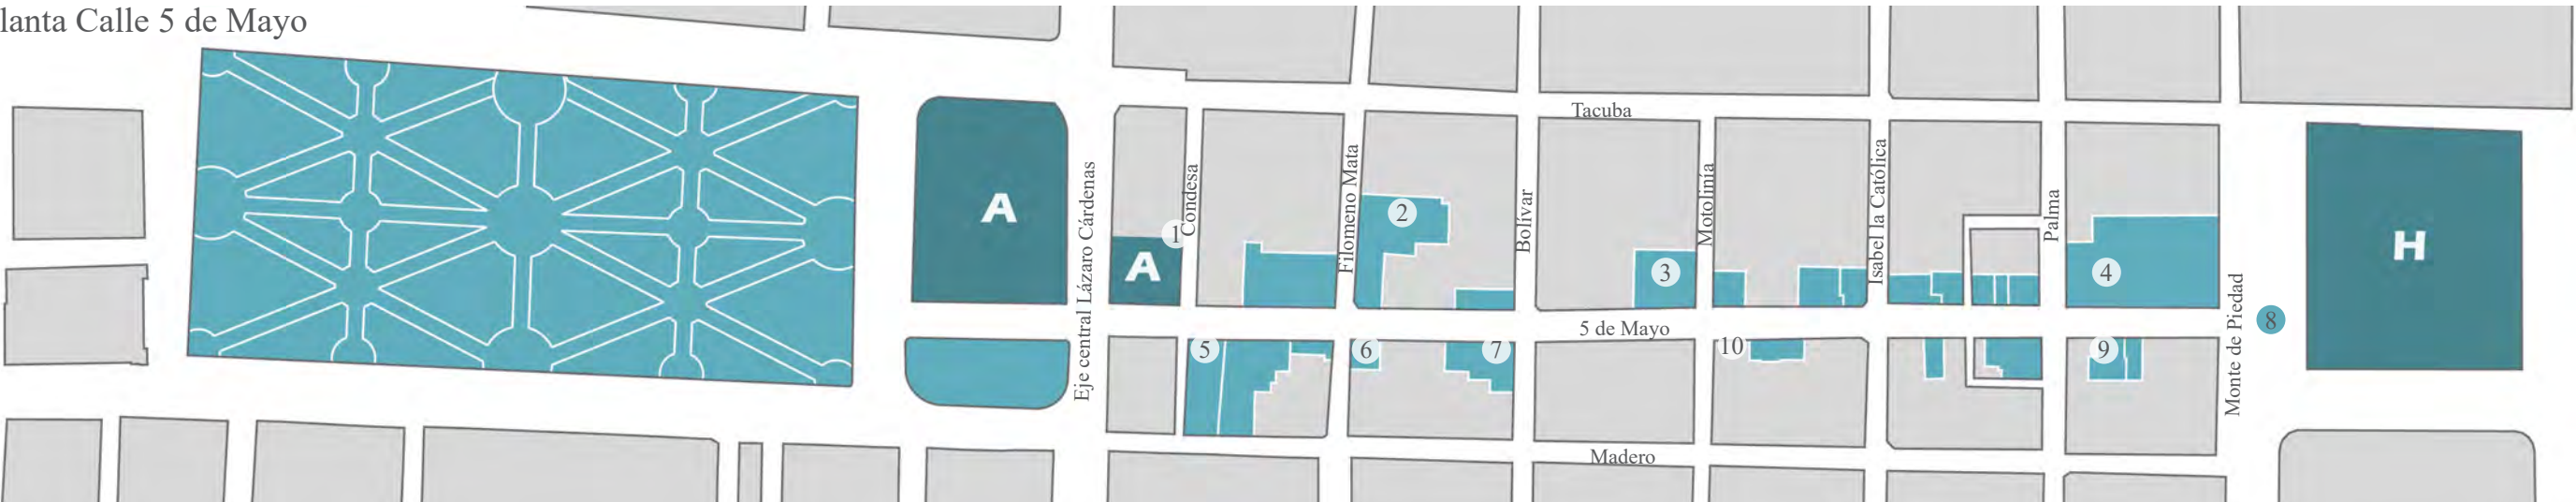 lanta Calle 5 de Mayo
Tacuba
A
Eje central Lázaro Cárdenas
1
A
Condesa
Filomeno Mata
2
Bolívar
3
Motolinía
Isabel la Católica
Palma
4
Monte de Piedad
8
H
5 de Mayo
5
6
7
10
9
Madero